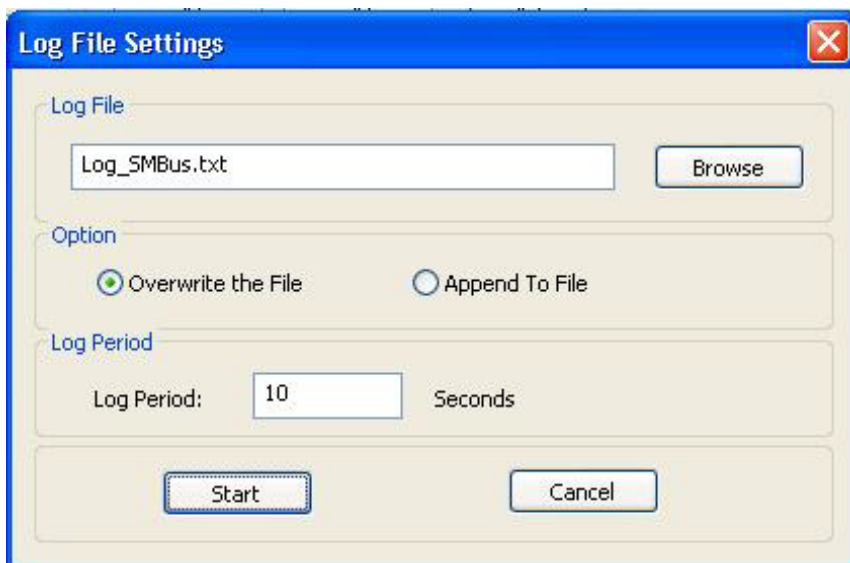 Log File Settings
Log File
Log_SMBus.txt
Browse
Option
Overwrite the File
Append To File
Log Period
Log Period: 10 Seconds
Start
Cancel